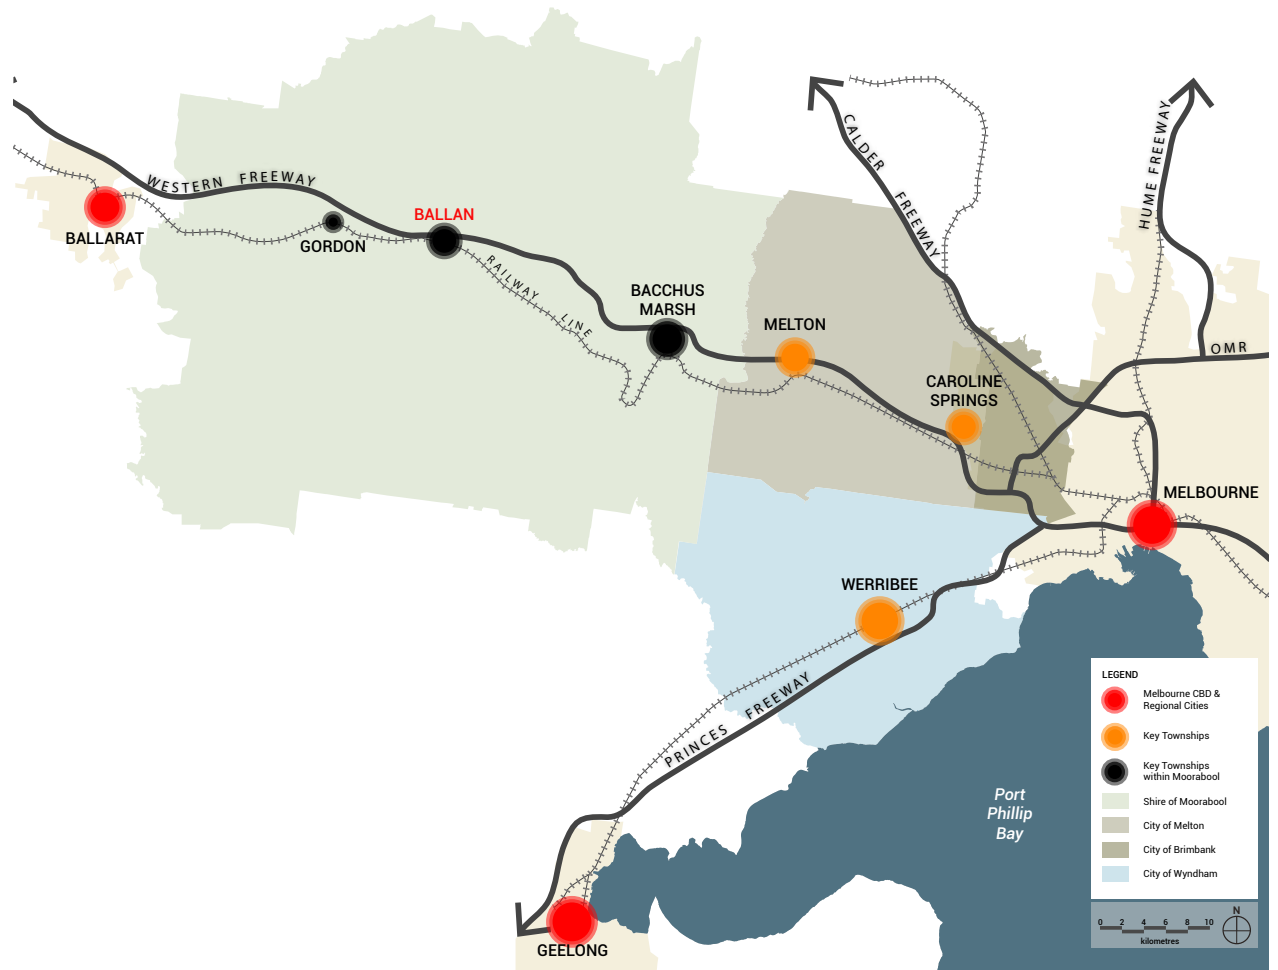 CALDER FREEWAY
HUME FREEWAY
WESTERN FREEWAY
BALLARAT
GORDON
BALLAN
RAILWAY LINE
BACCHUS
MARSH
MELTON
OMR
CAROLINE
SPRINGS
MELBOURNE
WERRIBEE
PRINCES FREEWAY
GEELONG
Port
Phillip
Bay
LEGEND
Melbourne CBD &
Regional Cities
Key Townships
Key Townships
within Moorabool
Shire of Moorabool
City of Melton
City of Brimbank
City of Wyndham
0 2 4 6 8 10
kilometres
N